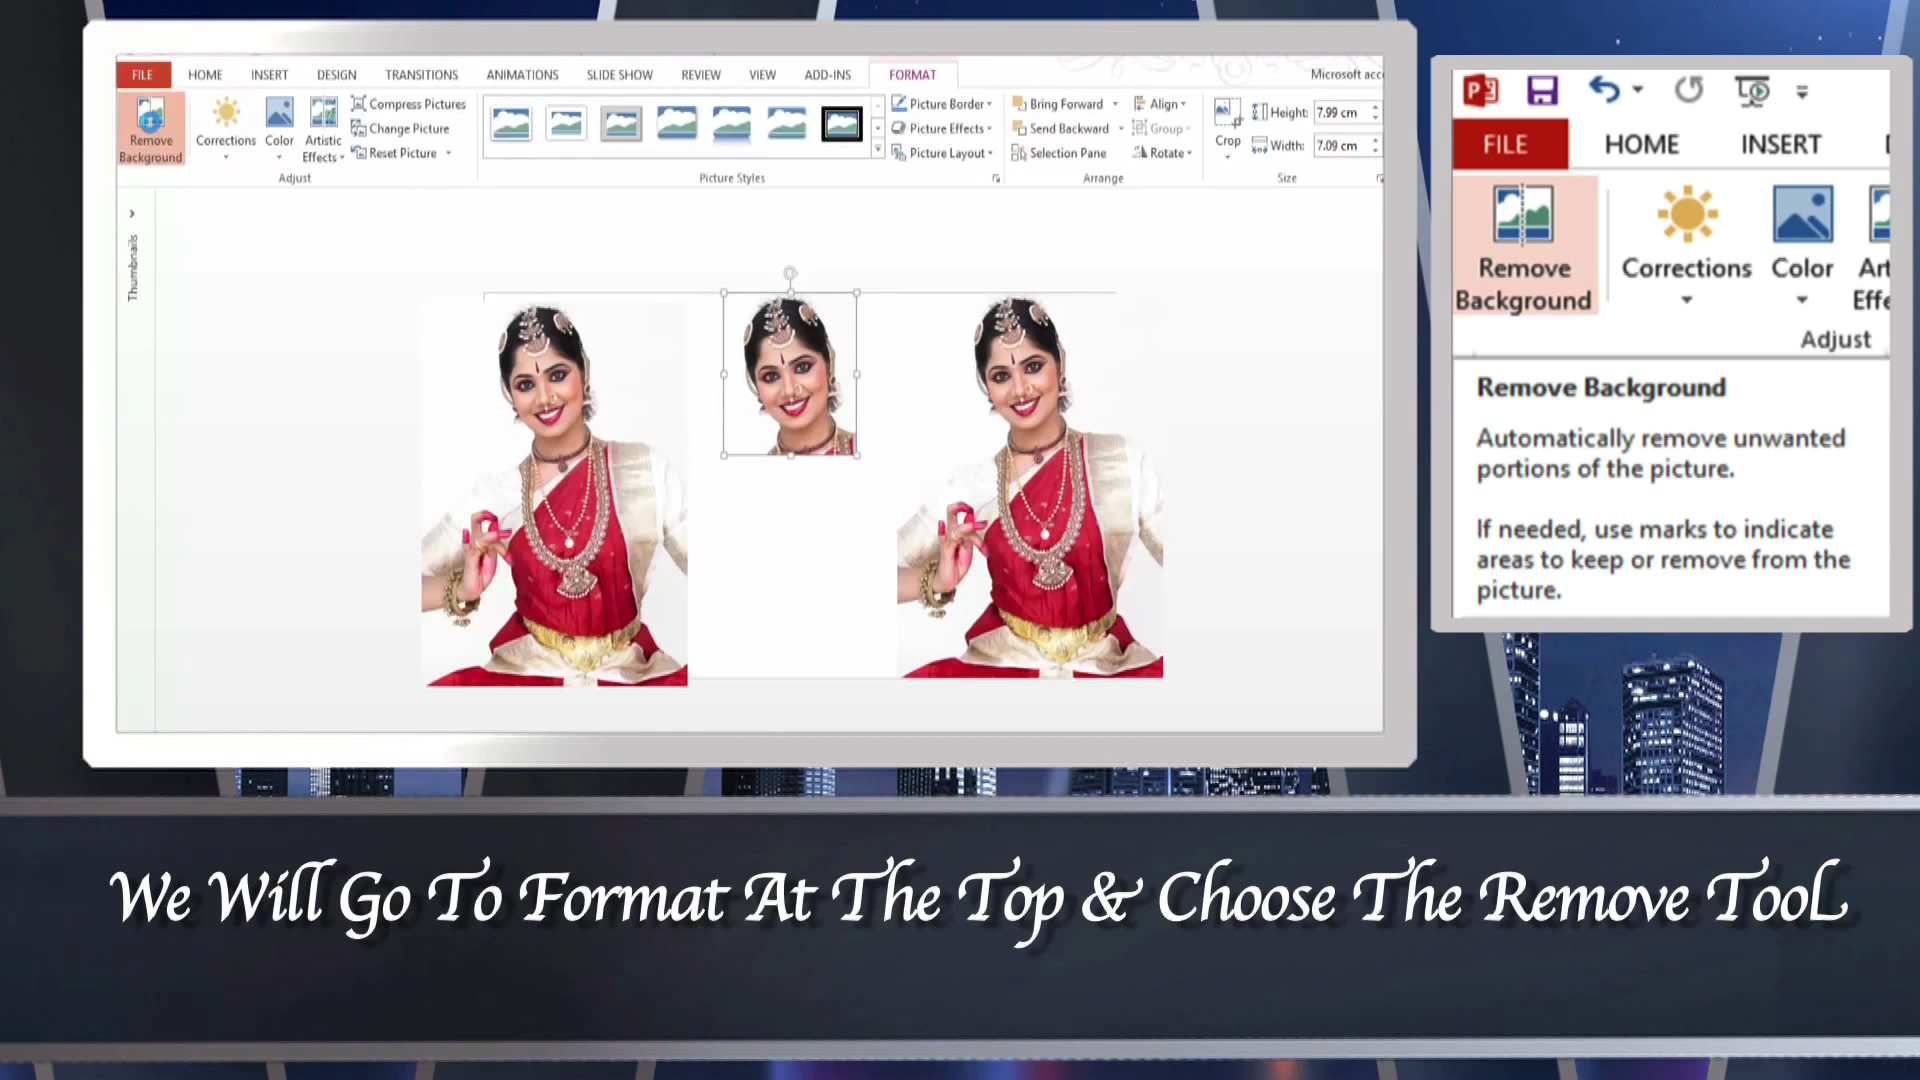 FILE HOME INSERT DESIGN TRANSITIONS ANIMATIONS SLIDE SHOW REVIEW VIEW ADD-INS FORMAT Microsoft acc
Remove Background
Corrections
Color
Artistic Effects
Compress Pictures
Change Picture
Reset Picture
Adjust
Picture Styles
Picture Border
Picture Effects
Picture Layout
Bring Forward
Send Backward
Selection Pane
Align
Group
Rotate
Arrange
Crop
Height: 7.99 cm
Width: 7.09 cm
Size
Thumbnails
FILE HOME INSERT
Remove
Background
Corrections Color Art
Effe
Adjust
Remove Background
Automatically remove unwanted
portions of the picture.
If needed, use marks to indicate
areas to keep or remove from the
picture.
We Will Go To Format At The Top & Choose The Remove TooL